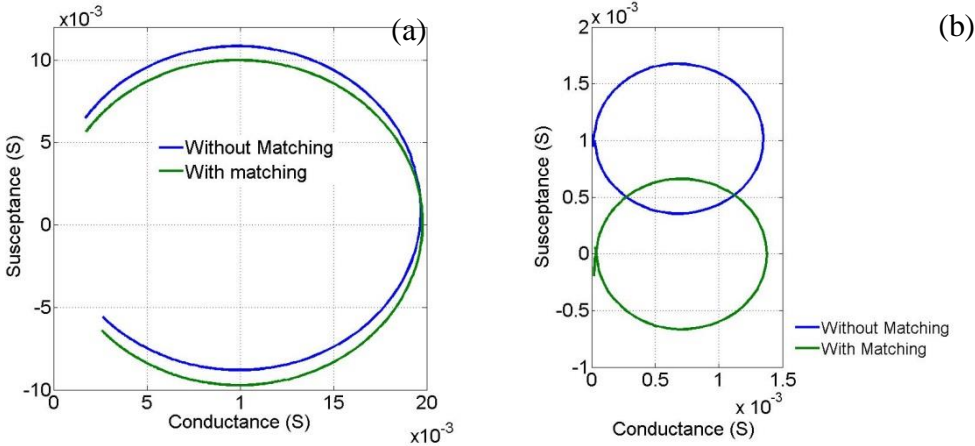 x10⁻³
(a)
10
5
0
-5
-10
Susceptance (S)
Without Matching
With matching
0 5 10 15 20
Conductance (S)
x10⁻³
2 x 10⁻³
(b)
1.5
1
0.5
0
-0.5
-1
Susceptance (S)
Without Matching
With Matching
0 0.5 1 1.5
x 10⁻³
Conductance (S)